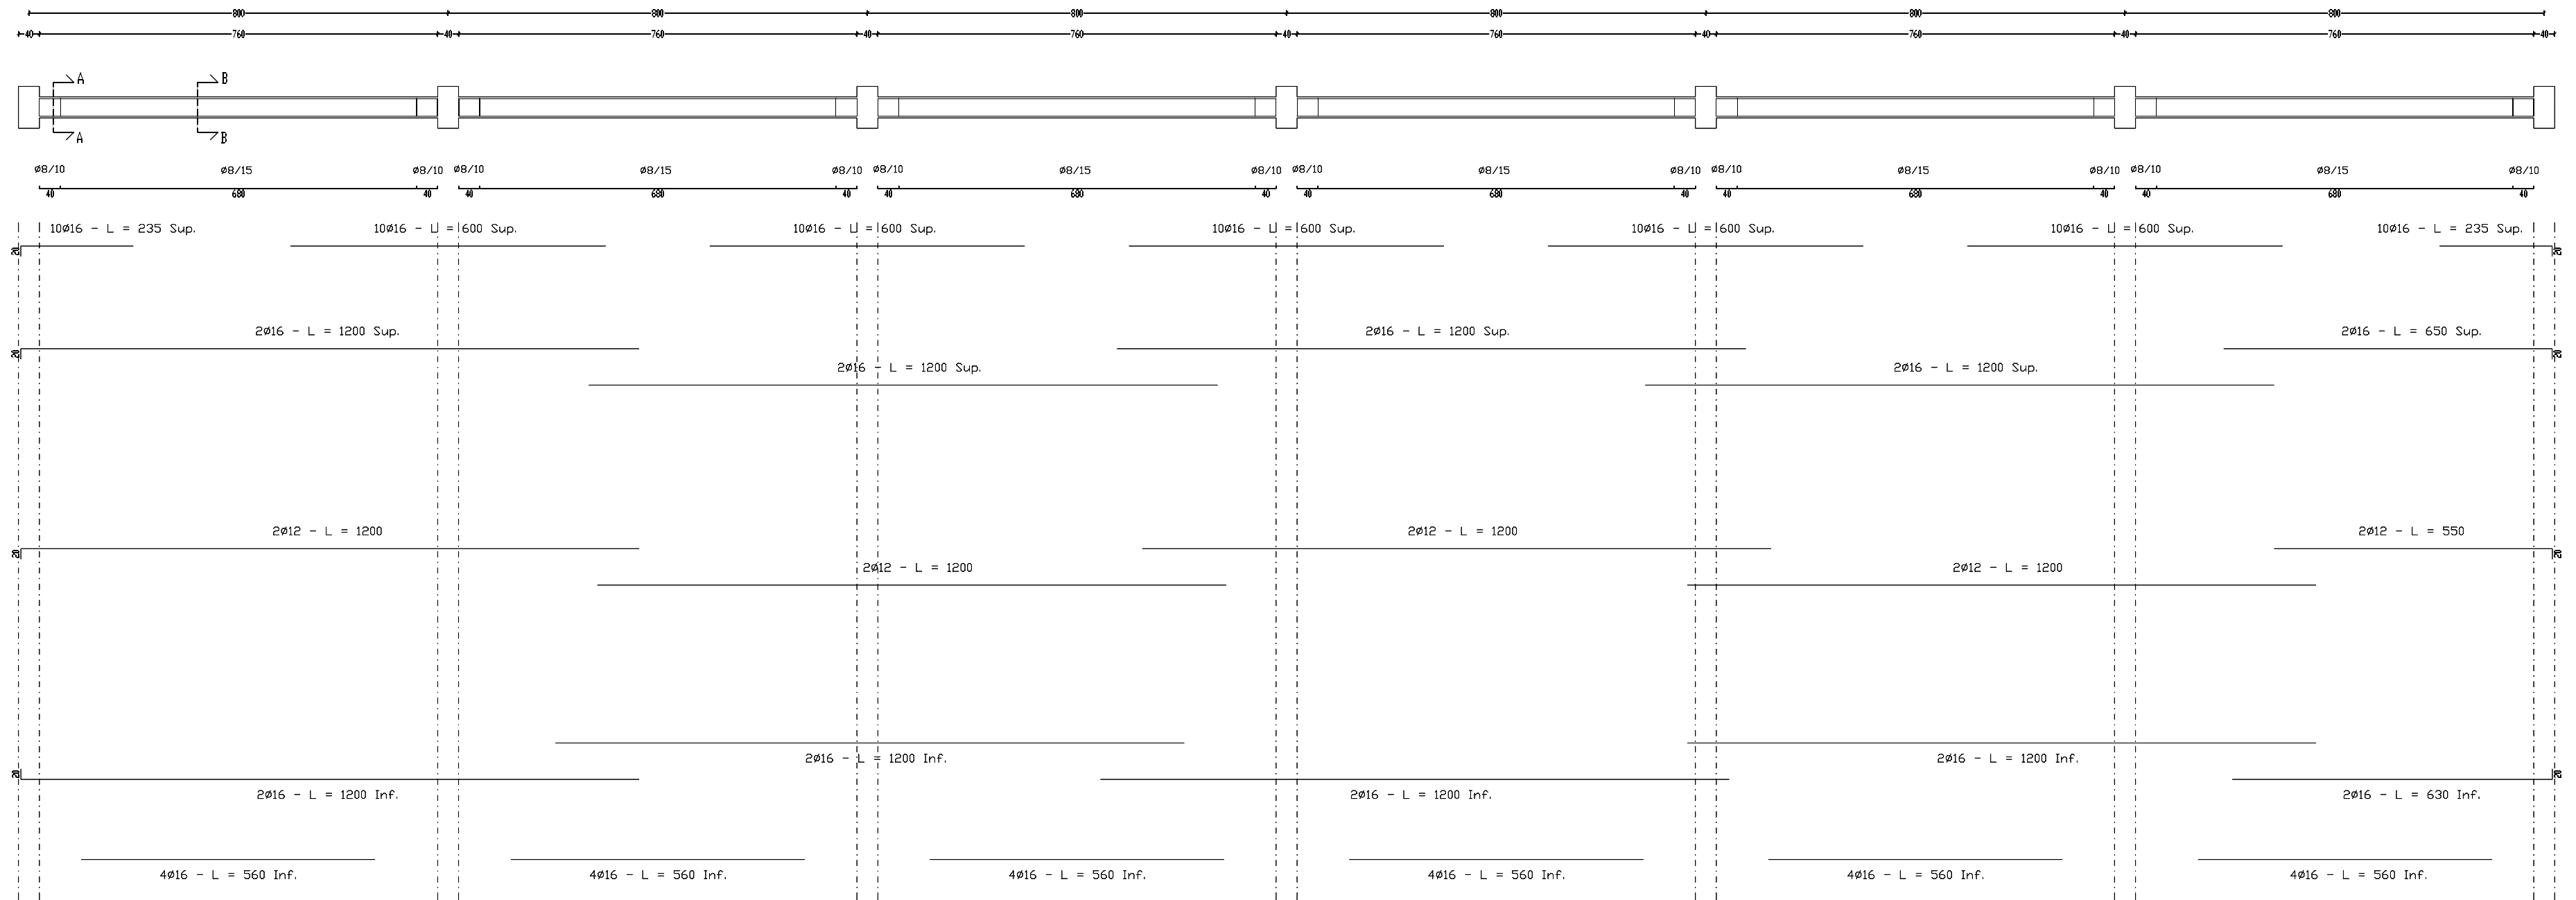 800 800 800 800 800 800
40 760 40 760 40 760 40 760 40 760 40 760 40
A B
A B
ø8/10 ø8/15 ø8/10 ø8/10 ø8/15 ø8/10 ø8/10 ø8/15 ø8/10 ø8/10 ø8/15 ø8/10 ø8/10 ø8/15 ø8/10 ø8/10 ø8/15 ø8/10
40 680 40 40 680 40 40 680 40 40 680 40 40 680 40 40 680 40
10ø16 - L = 235 Sup. 10ø16 - L = 600 Sup. 10ø16 - L = 600 Sup. 10ø16 - L = 600 Sup. 10ø16 - L = 600 Sup. 10ø16 - L = 600 Sup. 10ø16 - L = 235 Sup.
20 20
2ø16 - L = 1200 Sup. 2ø16 - L = 1200 Sup. 2ø16 - L = 650 Sup.
20 20
2ø16 - L = 1200 Sup. 2ø16 - L = 1200 Sup.
2ø12 - L = 1200 2ø12 - L = 1200 2ø12 - L = 550
20 20
2ø12 - L = 1200 2ø12 - L = 1200
2ø16 - L = 1200 Inf. 2ø16 - L = 1200 Inf.
20 20
2ø16 - L = 1200 Inf. 2ø16 - L = 1200 Inf. 2ø16 - L = 630 Inf.
4ø16 - L = 560 Inf. 4ø16 - L = 560 Inf. 4ø16 - L = 560 Inf. 4ø16 - L = 560 Inf. 4ø16 - L = 560 Inf. 4ø16 - L = 560 Inf.